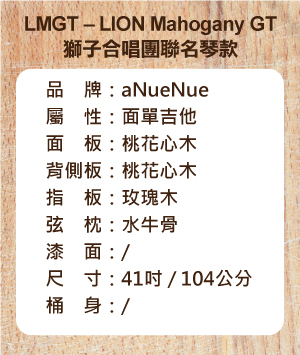 LMGT – LION Mahogany GT
獅子合唱團聯名琴款
品　牌：aNueNue
屬　性：面單吉他
面　板：桃花心木
背側板：桃花心木
指　板：玫瑰木
弦　枕：水牛骨
漆　面：/
尺　寸：41吋 / 104公分
桶　身：/